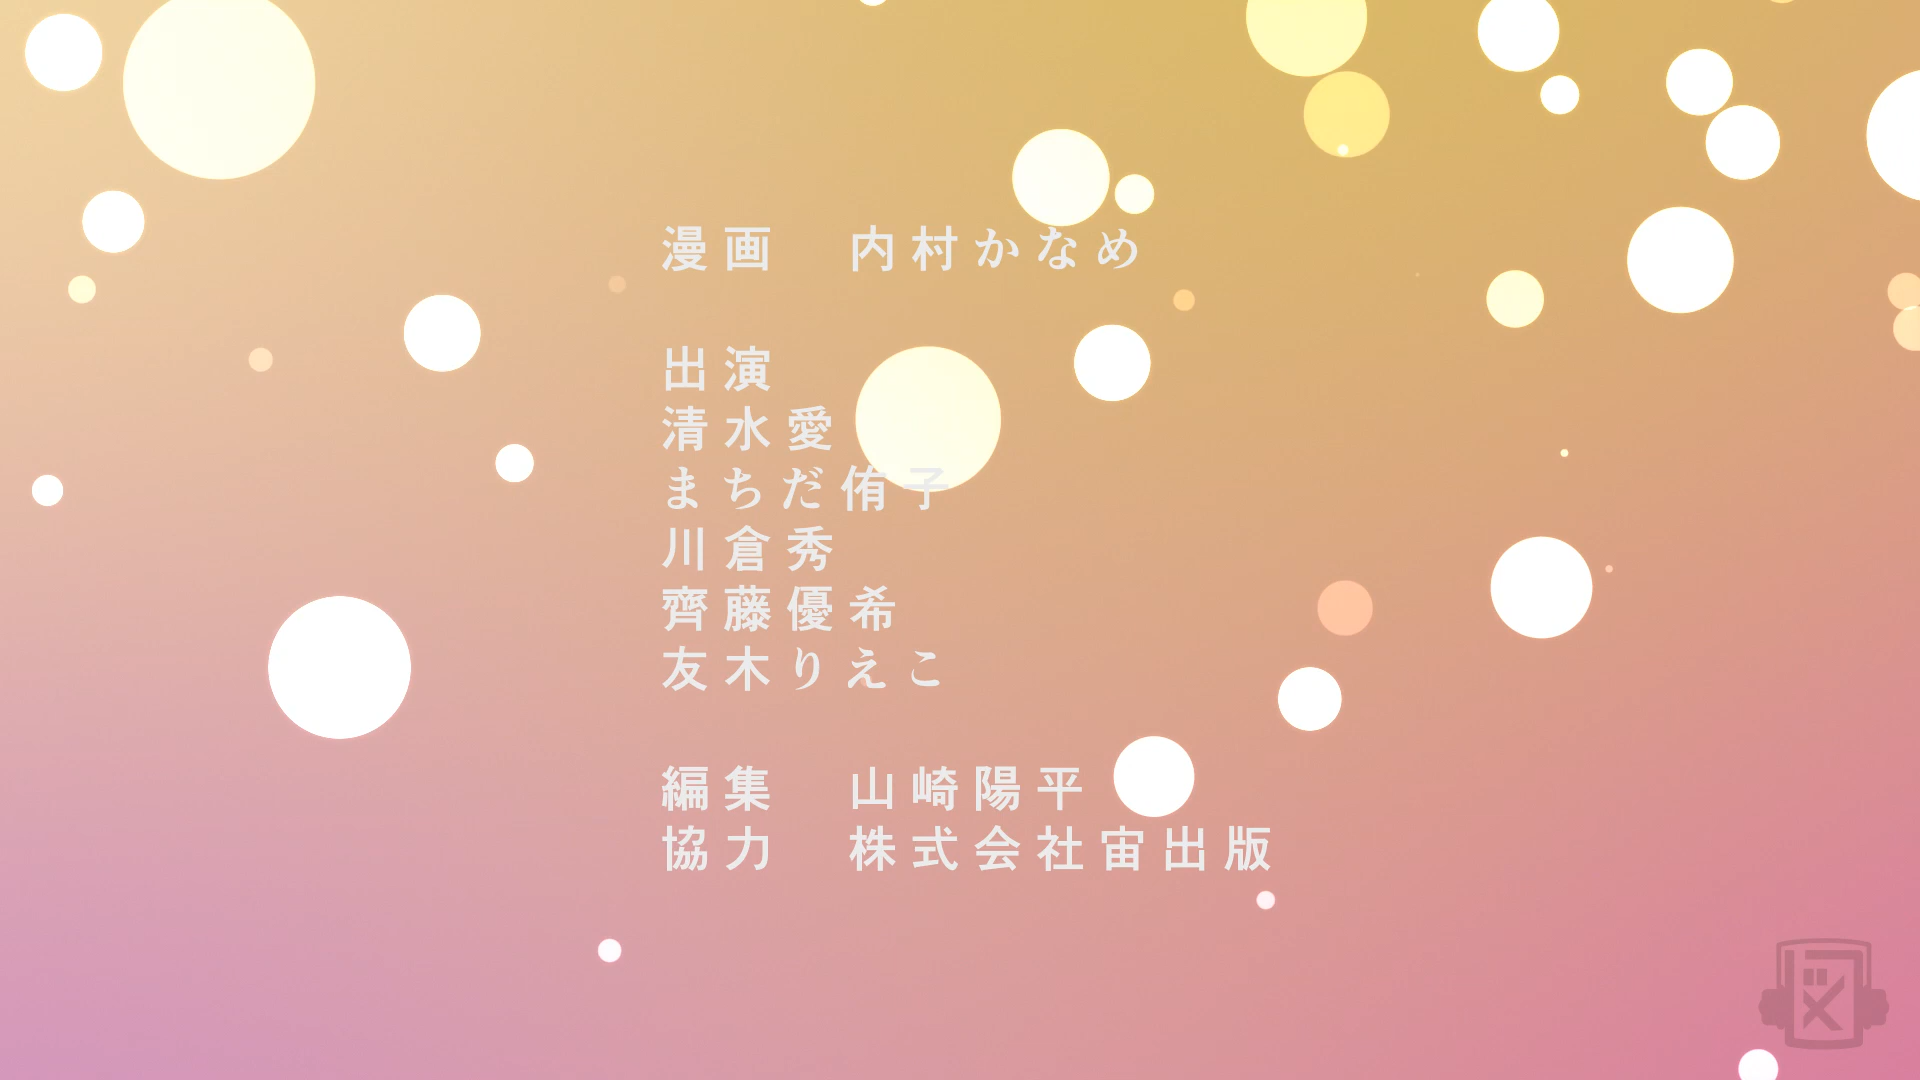 漫画　内村かなめ
出演
清水愛
まちだ侑子
川倉秀
齊藤優希
友木りえこ
編集　山崎陽平
協力　株式会社宙出版